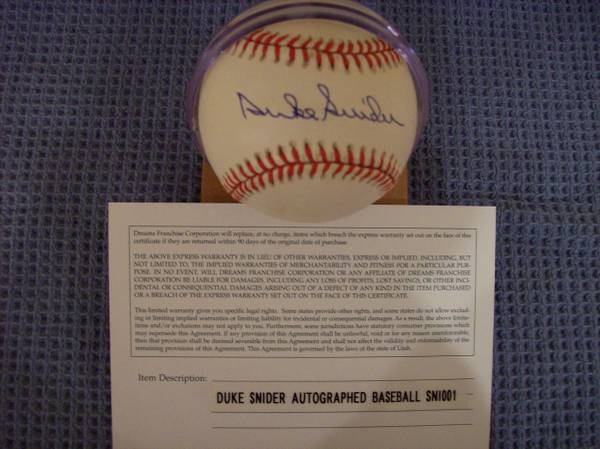 Duke Snider
Dreams Franchise Corporation will replace, at no charge, items which breach the express warranty set out on the face of this
certificate if they are returned within 90 days of the original date of purchase
THE ABOVE EXPRESS WARRANTY IS IN LIEU OF OTHER WARRANTIES, EXPRESS OR IMPLIED, INCLUDING, BUT
NOT LIMITED TO, THE IMPLIED WARRANTIES OF MERCHANTABILITY AND FITNESS FOR A PARTICULAR PUR-
POSE. IN NO EVENT, WILL DREAMS FRANCHISE CORPORATION OR ANY AFFILIATE OF DREAMS FRANCHISE
CORPORATION BE LIABLE FOR DAMAGES, INCLUDING ANY LOSS OF PROFITS, LOST SAVINGS, OR OTHER INCI-
DENTAL OR CONSEQUENTIAL DAMAGES ARISING OUT OF A DEFECT OF ANY KIND IN THE ITEM PURCHASED
OR A BREACH OF THE EXPRESS WARRANTY SET OUT ON THE FACE OF THIS CERTIFICATE.
This limited warranty gives you specific legal rights. Some states provide other rights, and some states do not allow exclud-
ing or limiting implied warranties or limiting liability for incidental or consequential damages. As a result, the above limita-
tions and/or exclusions may not apply to you. Furthermore, some jurisdictions have statutory consumer provisions which
may supersede this Agreement. If any provision of this Agreement shall be unlawful, void or for any reason unenforceable,
then that provision shall be deemed severable from this Agreement and shall not affect the validity and enforceability of the
remaining provisions of this Agreement. This Agreement is governed by the laws of the state of Utah.
Item Description:
DUKE SNIDER AUTOGRAPHED BASEBALL SNI001